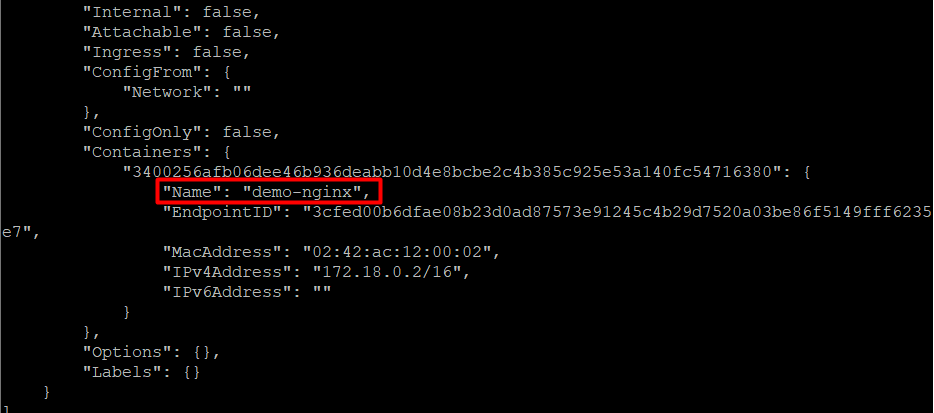 "Internal": false,
"Attachable": false,
"Ingress": false,
"ConfigFrom": {
"Network": ""
},
"ConfigOnly": false,
"Containers": {
"3400256afb06dee46b936deabb10d4e8bcbe2c4b385c925e53a140fc54716380": {
"Name": "demo-nginx",
"EndpointID": "3cfed00b6dfae08b23d0ad87573e91245c4b29d7520a03be86f5149fff6235
e7",
"MacAddress": "02:42:ac:12:00:02",
"IPv4Address": "172.18.0.2/16",
"IPv6Address": ""
}
},
"Options": {},
"Labels": {}
}
]